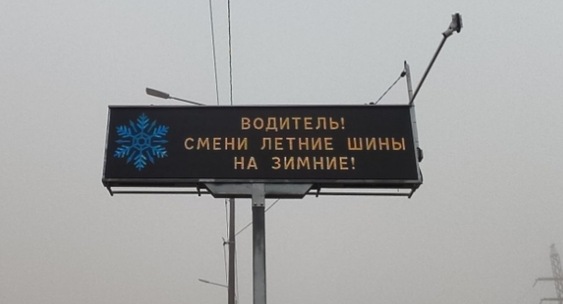 ВОДИТЕЛЬ!
СМЕНИ ЛЕТНИЕ ШИНЫ
НА ЗИМНИЕ!